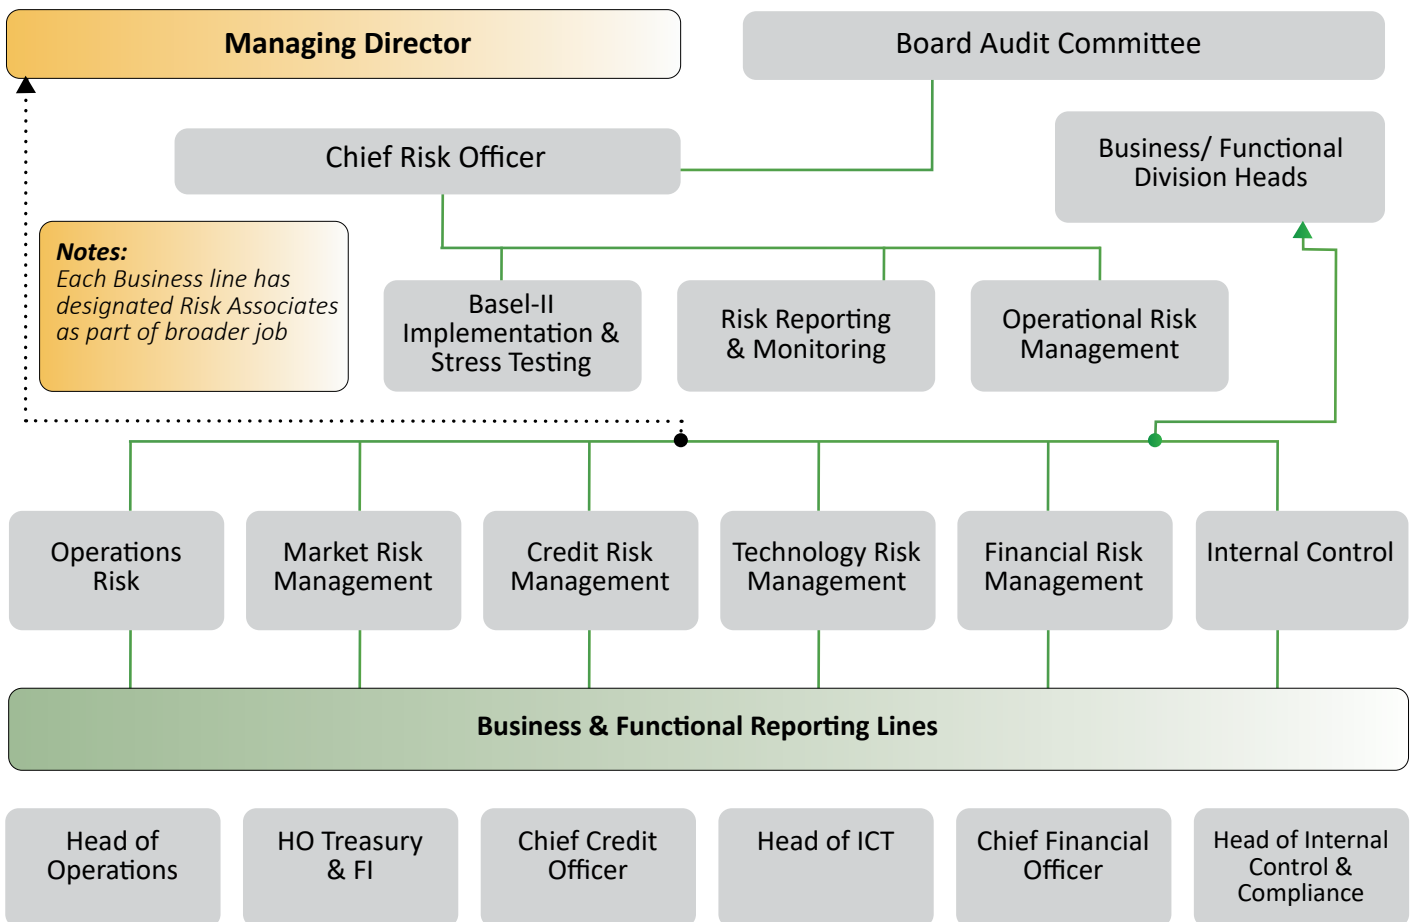 Managing Director
Board Audit Committee
Chief Risk Officer
Business/ Functional
Division Heads
Notes:
Each Business line has
designated Risk Associates
as part of broader job
Basel-II
Implementation &
Stress Testing
Risk Reporting
& Monitoring
Operational Risk
Management
Operations
Risk
Market Risk
Management
Credit Risk
Management
Technology Risk
Management
Financial Risk
Management
Internal Control
Business & Functional Reporting Lines
Head of
Operations
HO Treasury
& FI
Chief Credit
Officer
Head of ICT
Chief Financial
Officer
Head of Internal
Control &
Compliance